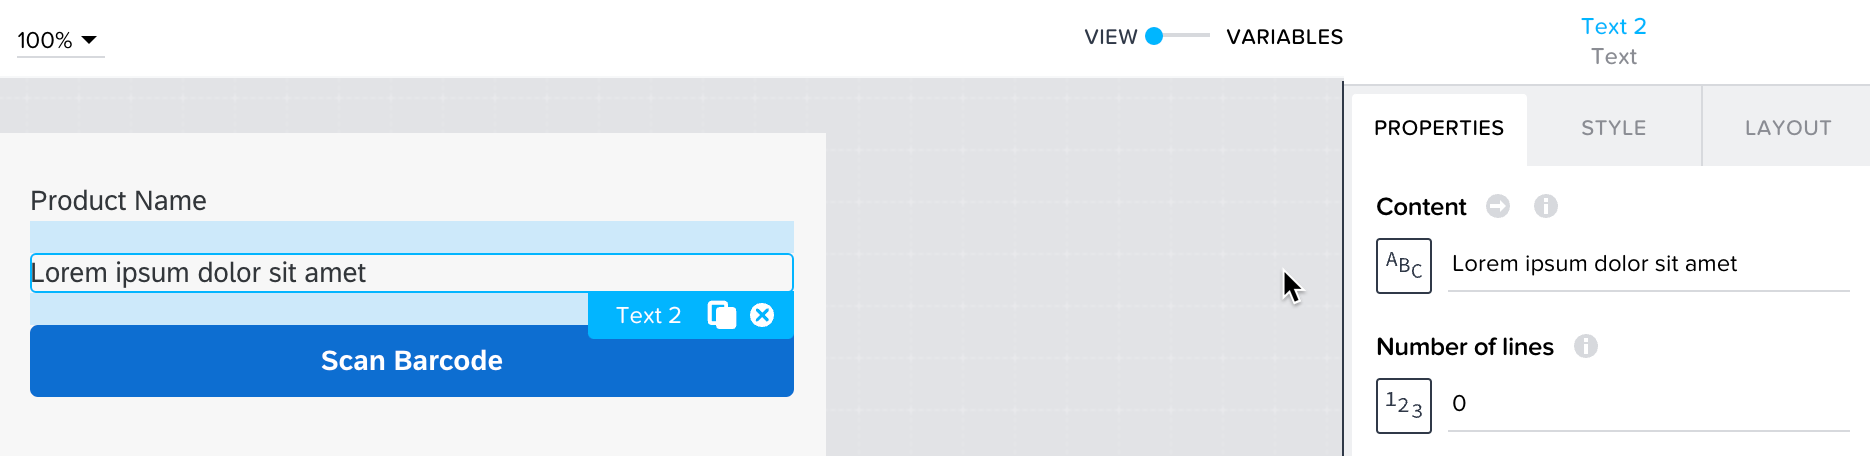 100%
VIEW VARIABLES
Text 2
Text
PROPERTIES STYLE LAYOUT
Product Name
Lorem ipsum dolor sit amet
Text 2
Scan Barcode
Content
ABC Lorem ipsum dolor sit amet
Number of lines
123 0